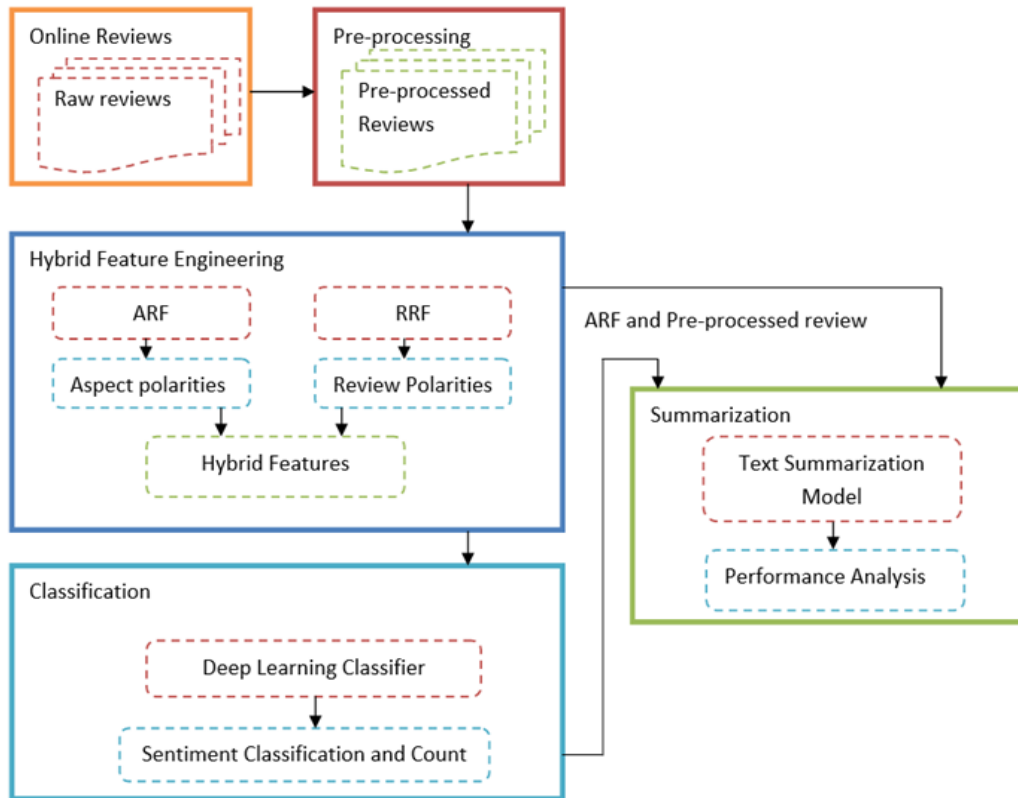 Online Reviews
Raw reviews
Pre-processing
Pre-processed
Reviews
Hybrid Feature Engineering
ARF
RRF
Aspect polarities
Review Polarities
Hybrid Features
ARF and Pre-processed review
Summarization
Text Summarization
Model
Performance Analysis
Classification
Deep Learning Classifier
Sentiment Classification and Count